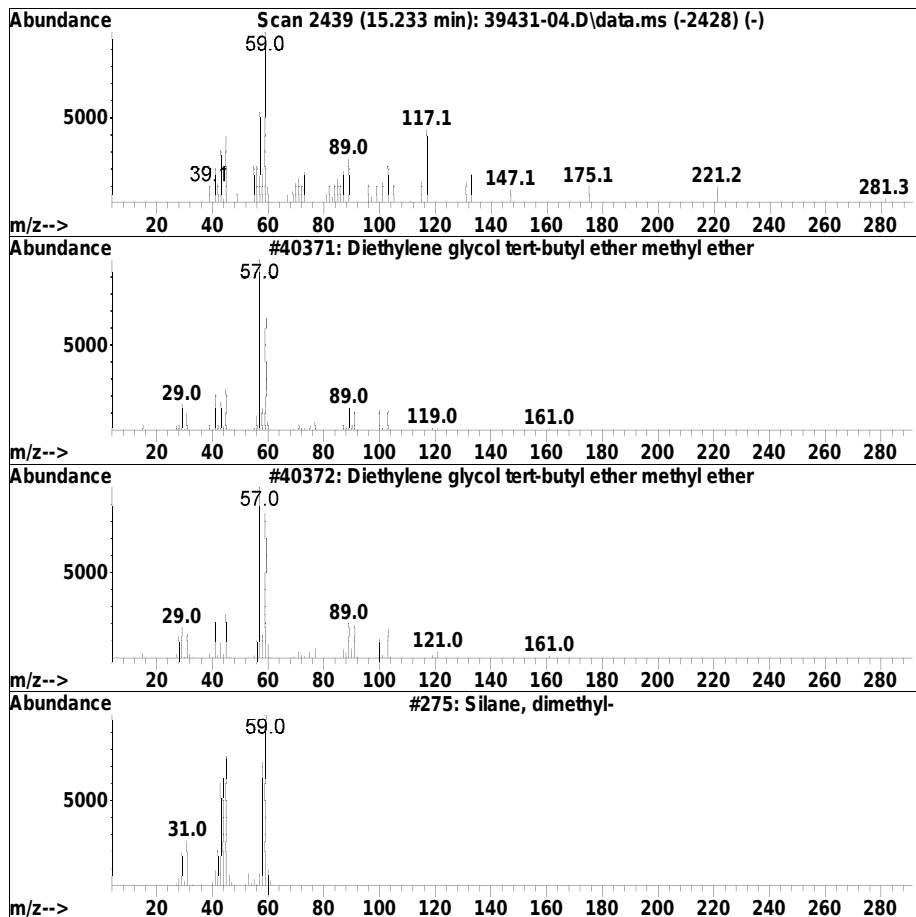 Abundance Scan 2439 (15.233 min): 39431-04.D\data.ms (-2428) (-)
59.0
5000
117.1
89.0
39.1
147.1 175.1 221.2 281.3
m/z--> 20 40 60 80 100 120 140 160 180 200 220 240 260 280
Abundance #40371: Diethylene glycol tert-butyl ether methyl ether
57.0
5000
29.0 89.0 119.0 161.0
m/z--> 20 40 60 80 100 120 140 160 180 200 220 240 260 280
Abundance #40372: Diethylene glycol tert-butyl ether methyl ether
57.0
5000
29.0 89.0 121.0 161.0
m/z--> 20 40 60 80 100 120 140 160 180 200 220 240 260 280
Abundance #275: Silane, dimethyl-
59.0
5000
31.0
m/z--> 20 40 60 80 100 120 140 160 180 200 220 240 260 280